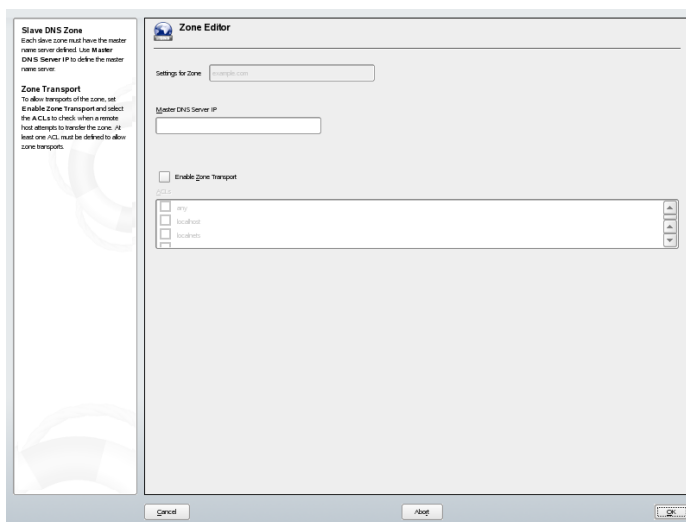 Slave DNS Zone
Each slave zone must have the master
name server defined. Use Master
DNS Server IP to define the master
name server.
Zone Transport
To allow transports of the zone, set
Enable Zone Transport and select
the ACLs to check when a remote
host attempts to transfer the zone. At
least one ACL must be defined to allow
zone transports.
Zone Editor
Settings for Zone example.com
Master DNS Server IP
Enable Zone Transport
ACLs
any
localhost
localnets
Cancel
Abort
OK